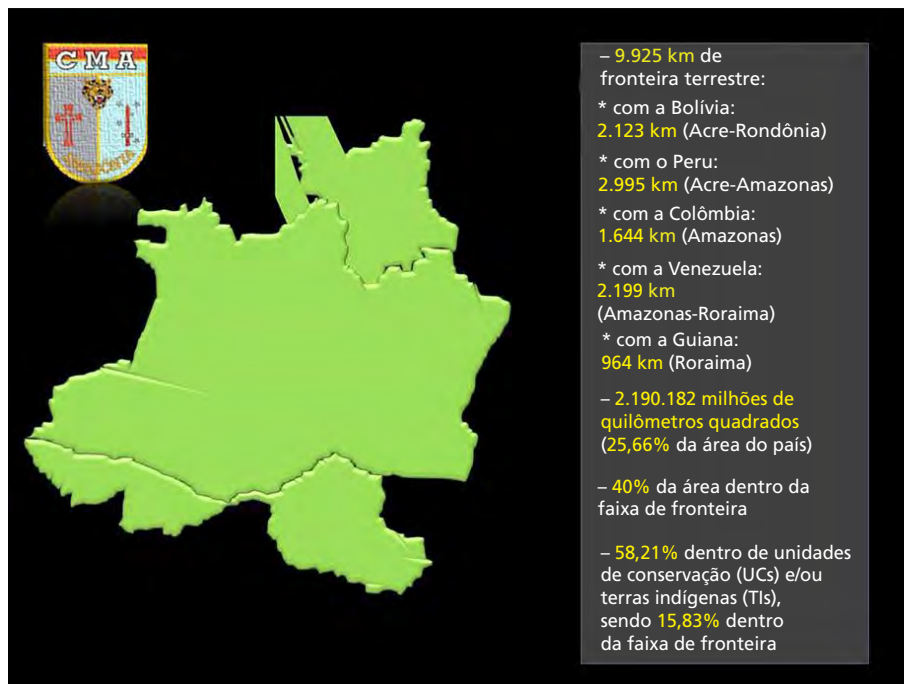 CMA
– 9.925 km de
fronteira terrestre:
* com a Bolívia:
2.123 km (Acre-Rondônia)
* com o Peru:
2.995 km (Acre-Amazonas)
* com a Colômbia:
1.644 km (Amazonas)
* com a Venezuela:
2.199 km
(Amazonas-Roraima)
* com a Guiana:
964 km (Roraima)
– 2.190.182 milhões de
quilômetros quadrados
(25,66% da área do país)
– 40% da área dentro da
faixa de fronteira
– 58,21% dentro de unidades
de conservação (UCs) e/ou
terras indígenas (TIs),
sendo 15,83% dentro
da faixa de fronteira